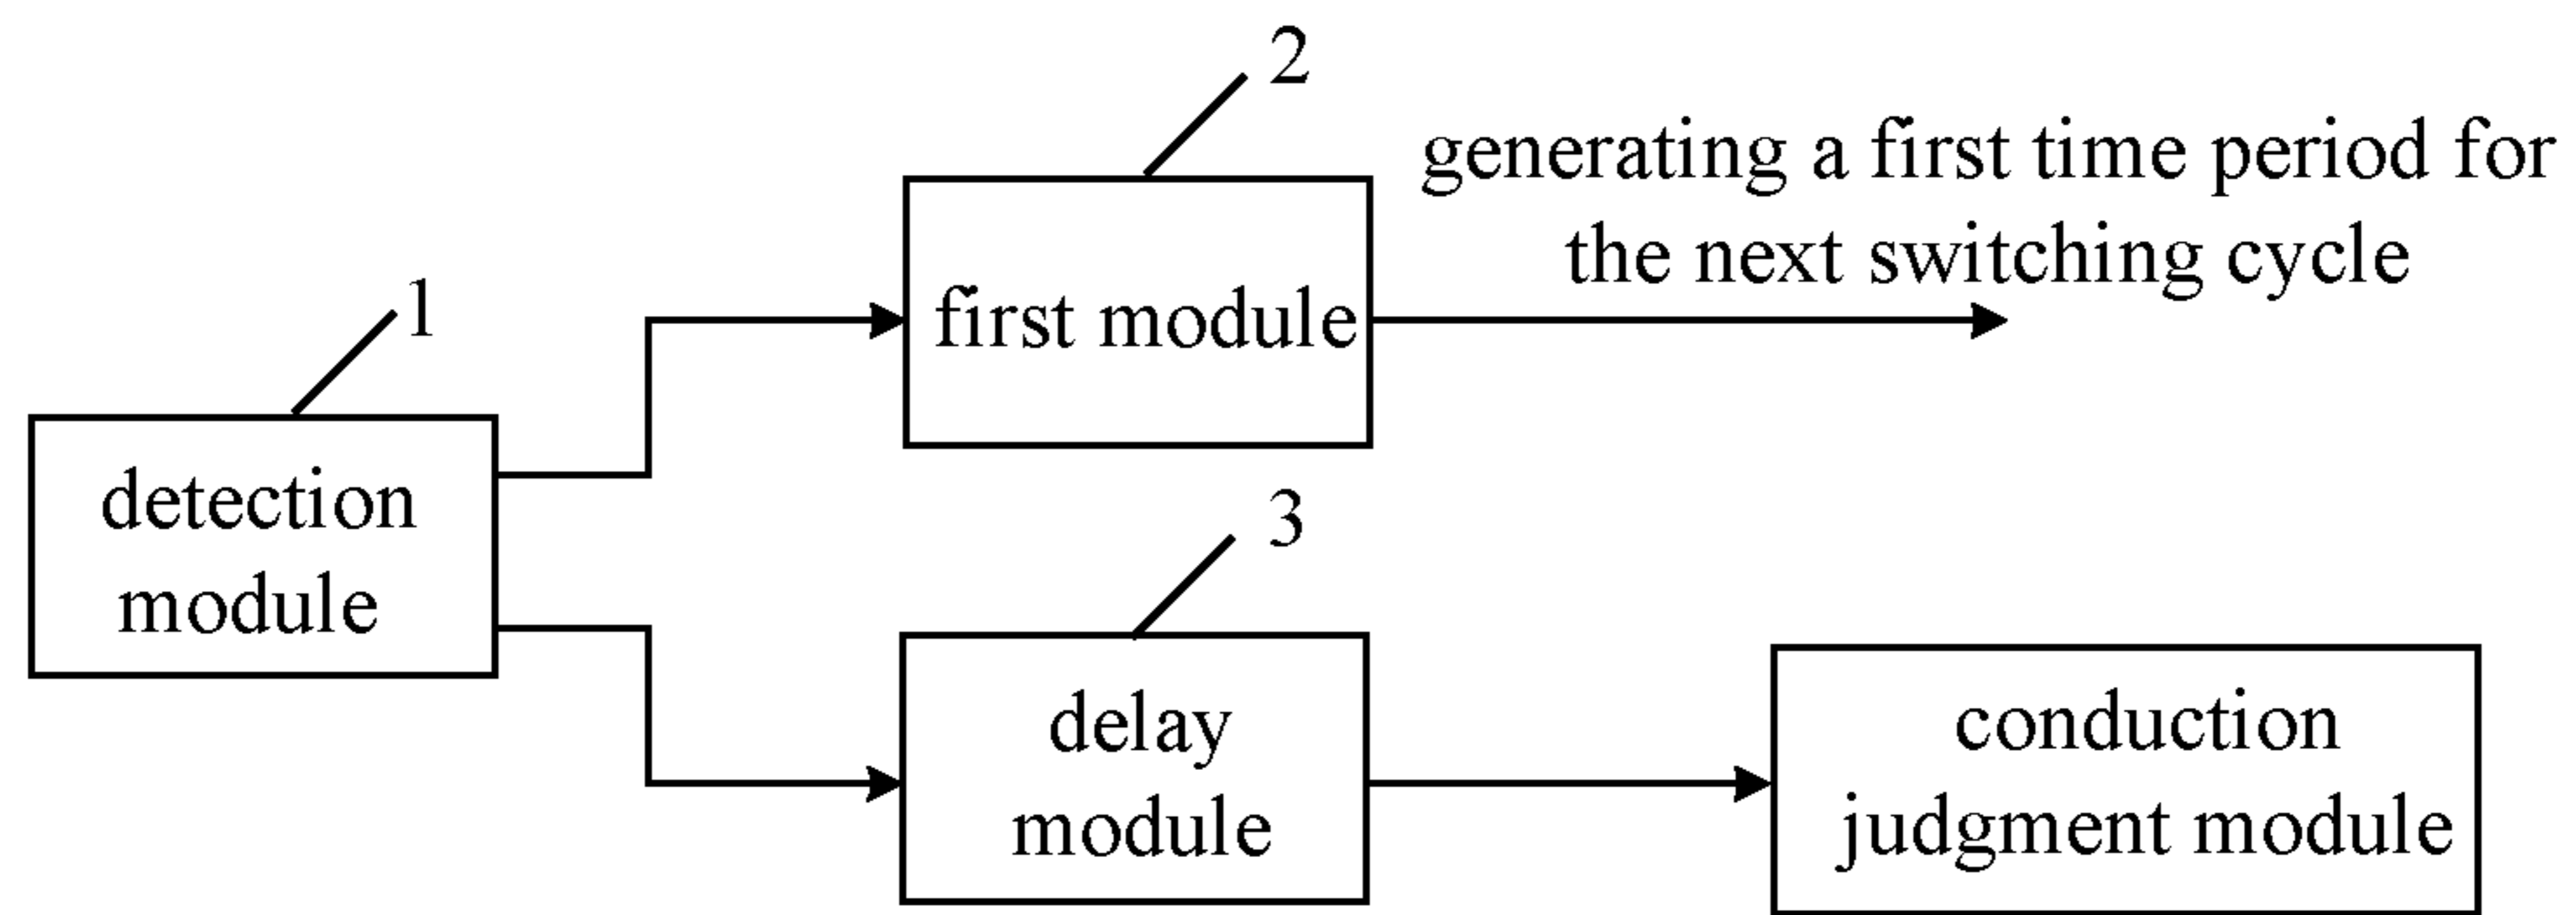 2
generating a first time period for
the next switching cycle
first module
1
detection
module
3
delay
module
conduction
judgment module